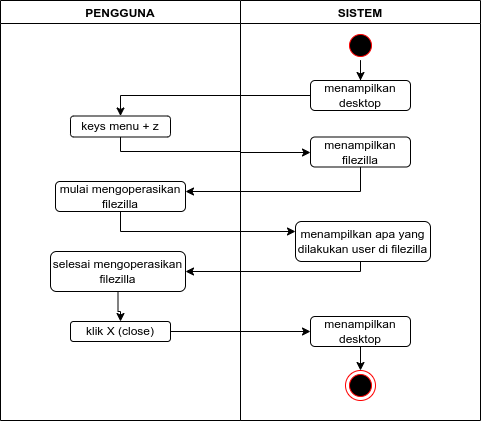 PENGGUNA
SISTEM
menampilkan
desktop
keys menu + z
menampilkan
filezilla
mulai mengoperasikan
filezilla
menampilkan apa yang
dilakukan user di filezilla
selesai mengoperasikan
filezilla
klik X (close)
menampilkan
desktop